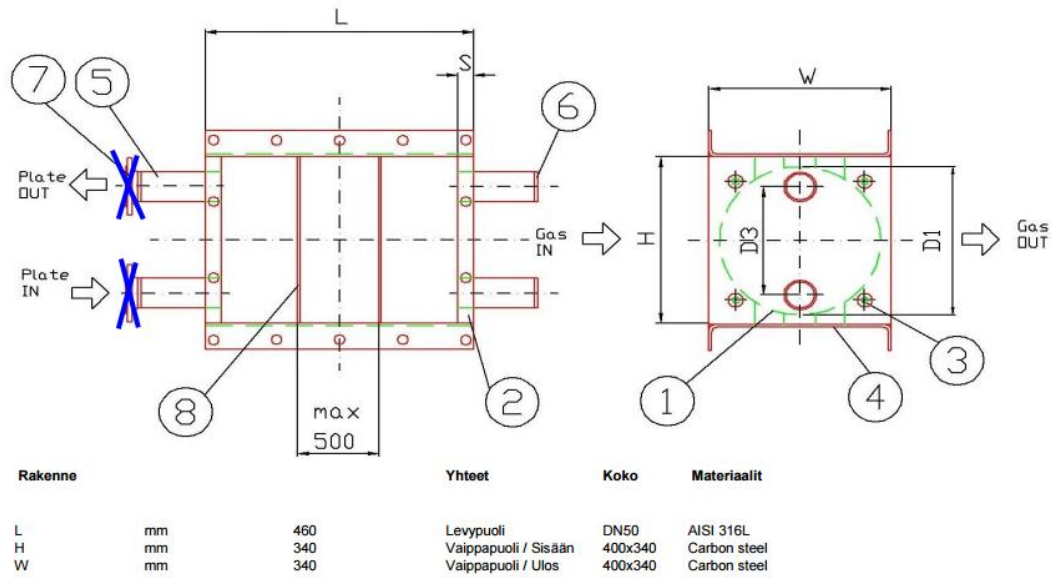 L
S
W
7
5
6
Plate
OUT
Gas
IN
H
D3
D1
Gas
OUT
Plate
IN
8
max
500
2
1
4
3
Rakenne Yhteet Koko Materiaalit
L mm 460 Levypuoli DN50 AISI 316L
H mm 340 Vaippapuoli / Sisään 400x340 Carbon steel
W mm 340 Vaippapuoli / Ulos 400x340 Carbon steel